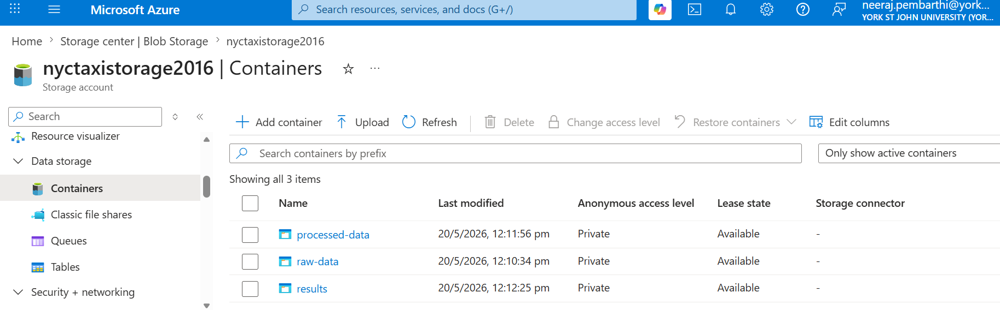 Microsoft Azure
Search resources, services, and docs (G+/)
neeraj.pembarthi@york...
YORK ST JOHN UNIVERSITY (YOR...
Home > Storage center | Blob Storage > nyctaxistorage2016
nyctaxistorage2016 | Containers
Storage account
Search
Resource visualizer
Data storage
Containers
Classic file shares
Queues
Tables
Security + networking
Add container Upload Refresh Delete Change access level Restore containers Edit columns
Search containers by prefix
Only show active containers
Showing all 3 items
Name Last modified Anonymous access level Lease state Storage connector
processed-data 20/5/2026, 12:11:56 pm Private Available -
raw-data 20/5/2026, 12:10:34 pm Private Available -
results 20/5/2026, 12:12:25 pm Private Available -